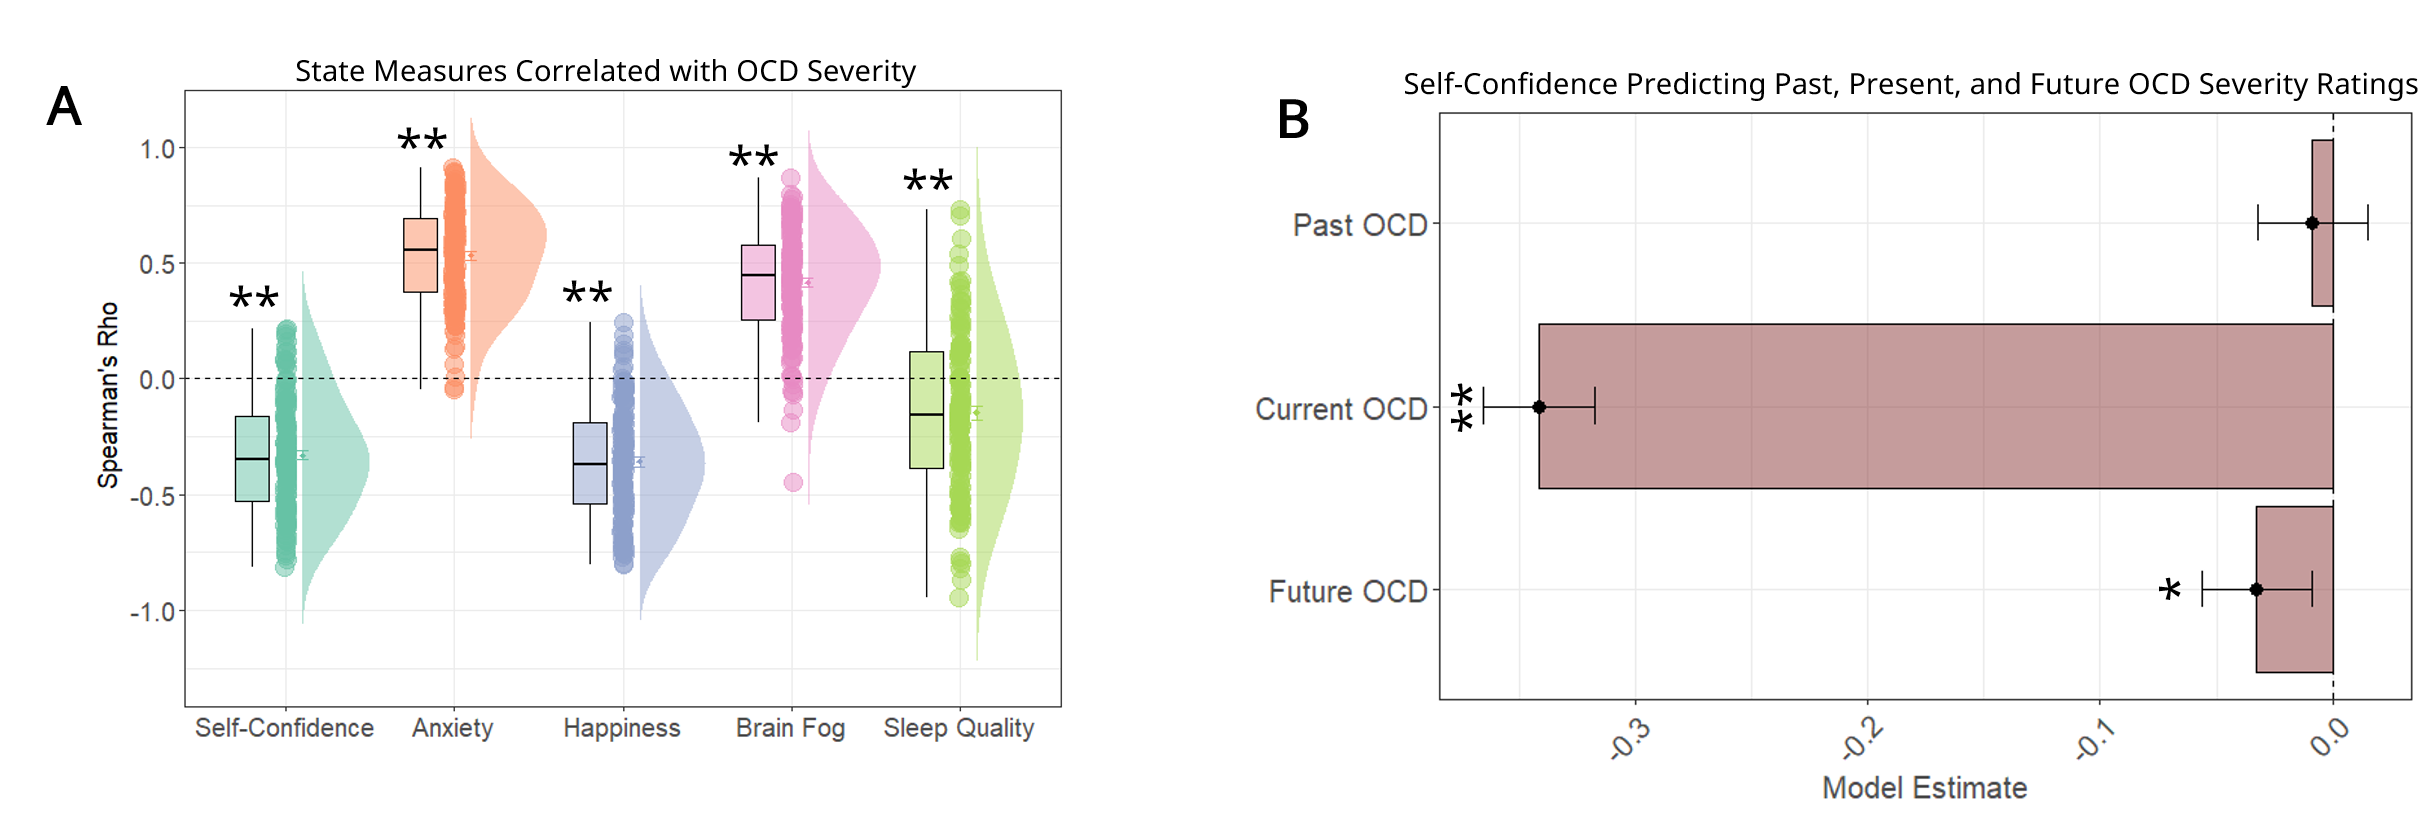 A
State Measures Correlated with OCD Severity
Spearman's Rho
1.0
0.5
0.0
-0.5
-1.0
**
**
**
**
**
Self-Confidence
Anxiety
Happiness
Brain Fog
Sleep Quality
B
Self-Confidence Predicting Past, Present, and Future OCD Severity Ratings
Past OCD
Current OCD
**
Future OCD
*
-0.3
-0.2
-0.1
0.0
Model Estimate